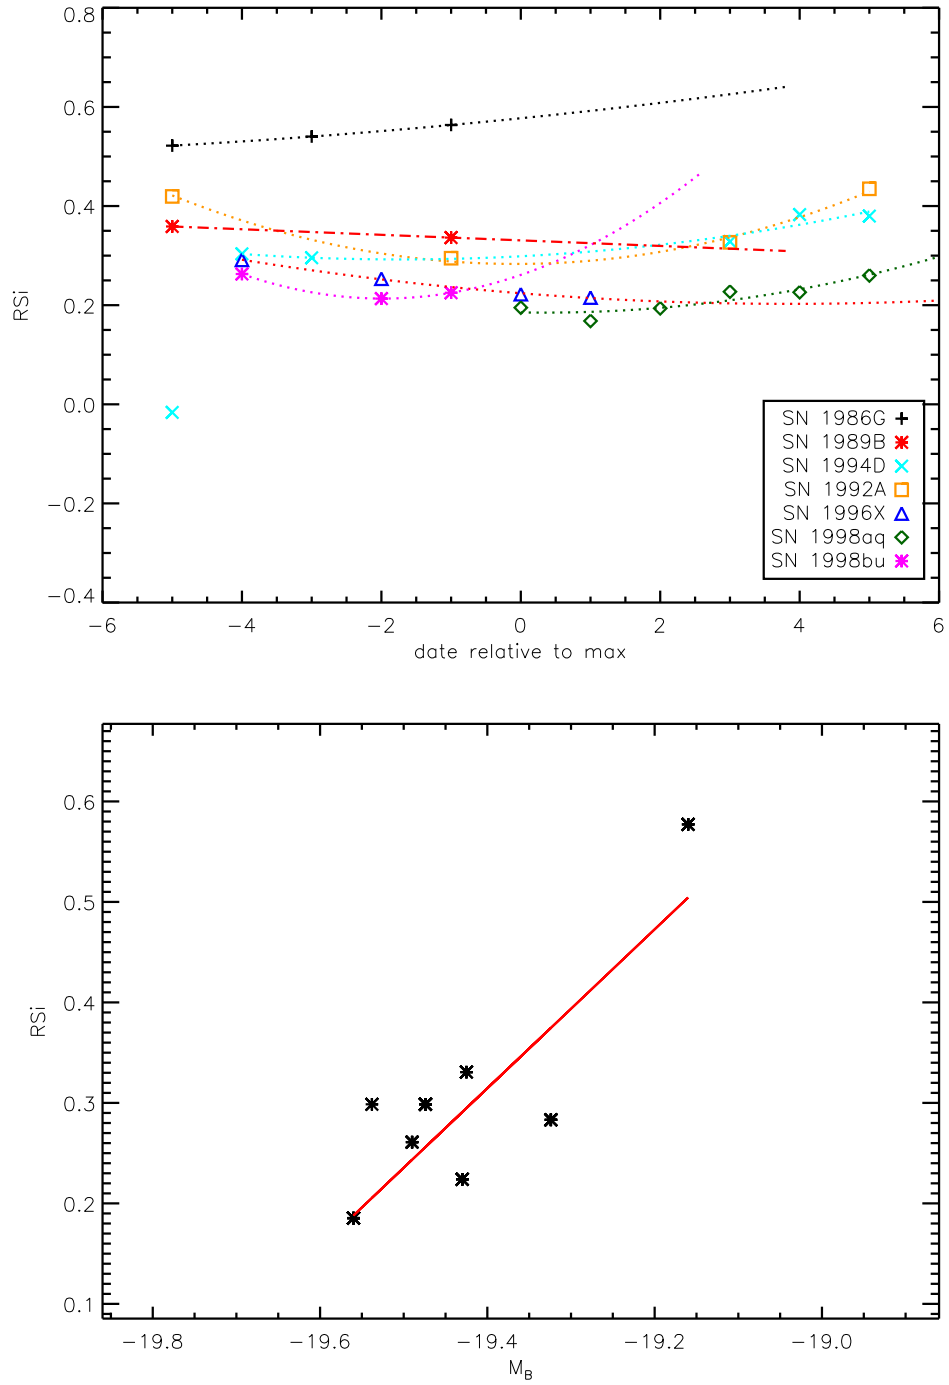 0.8
0.6
0.4
0.2
0.0
−0.2
−0.4
RSi
SN 1986G
SN 1989B
SN 1994D
SN 1992A
SN 1996X
SN 1998aq
SN 1998bu
−6 −4 −2 0 2 4 6
date relative to max
0.6
0.5
0.4
0.3
0.2
0.1
RSi
−19.8 −19.6 −19.4 −19.2 −19.0
M_B